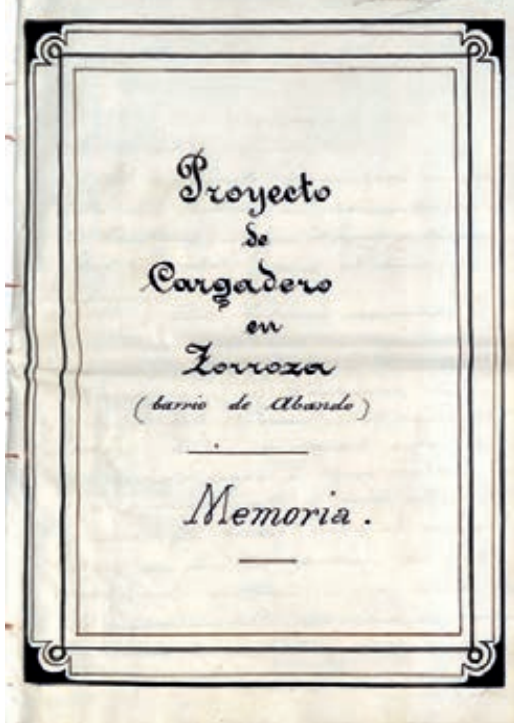 Proyecto
de
Cargadero
en
Zorroza
(barrio de Abando)
Memoria.